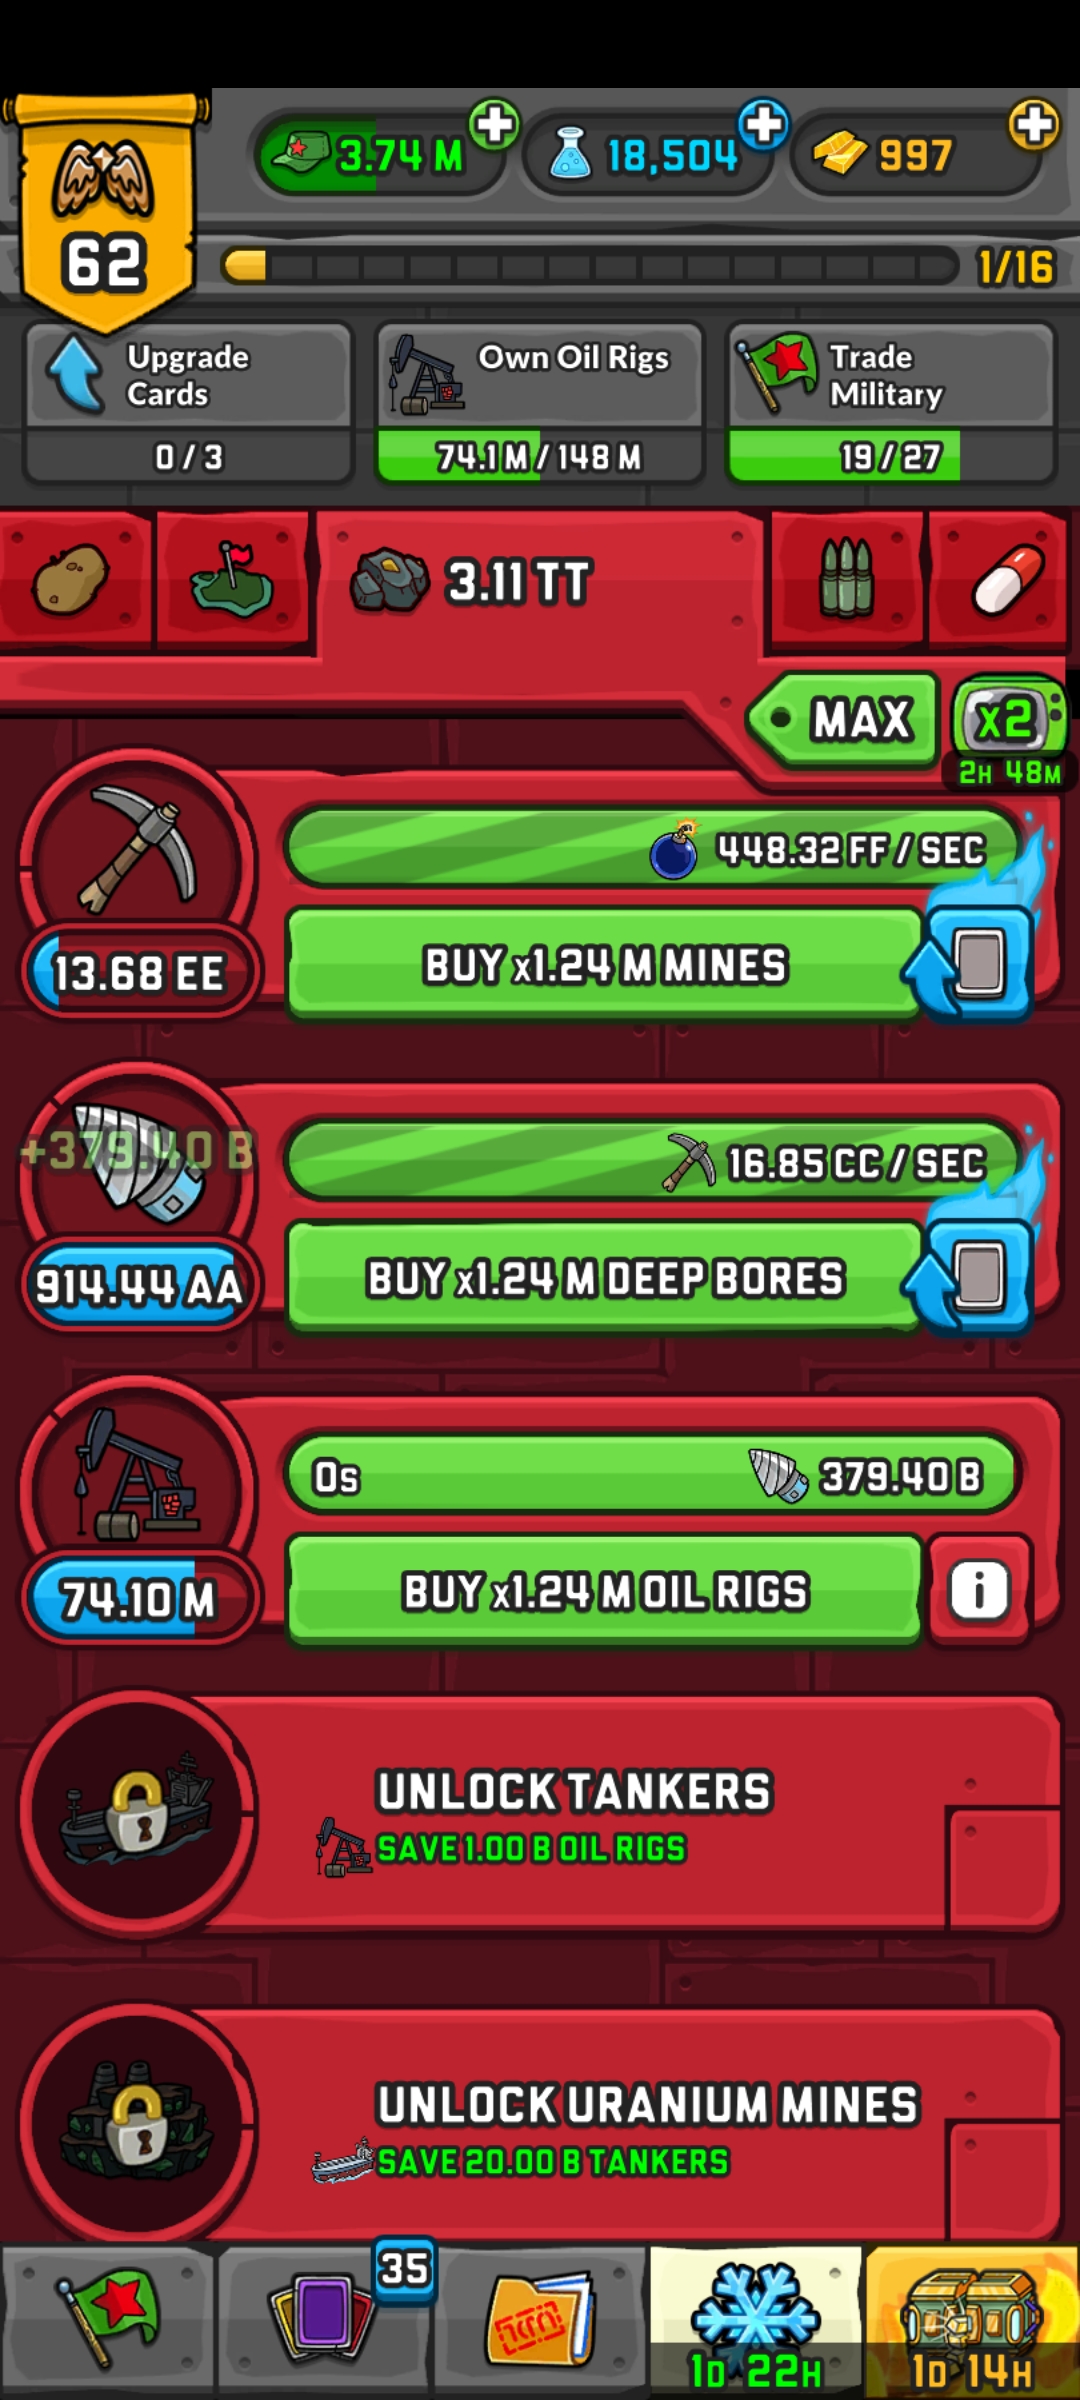 3.74 M
18,504
997
62
1/16
Upgrade
Cards
0 / 3
Own Oil Rigs
74.1 M / 148 M
Trade
Military
19 / 27
3.11 TT
MAX
x2
2H 48M
448.32 FF / SEC
13.68 EE
BUY x1.24 M MINES
+379.40 B
16.85 CC / SEC
914.44 AA
BUY x1.24 M DEEP BORES
0s
379.40 B
74.10 M
BUY x1.24 M OIL RIGS
i
UNLOCK TANKERS
SAVE 1.00 B OIL RIGS
UNLOCK URANIUM MINES
SAVE 20.00 B TANKERS
35
1D 22H
1D 14H